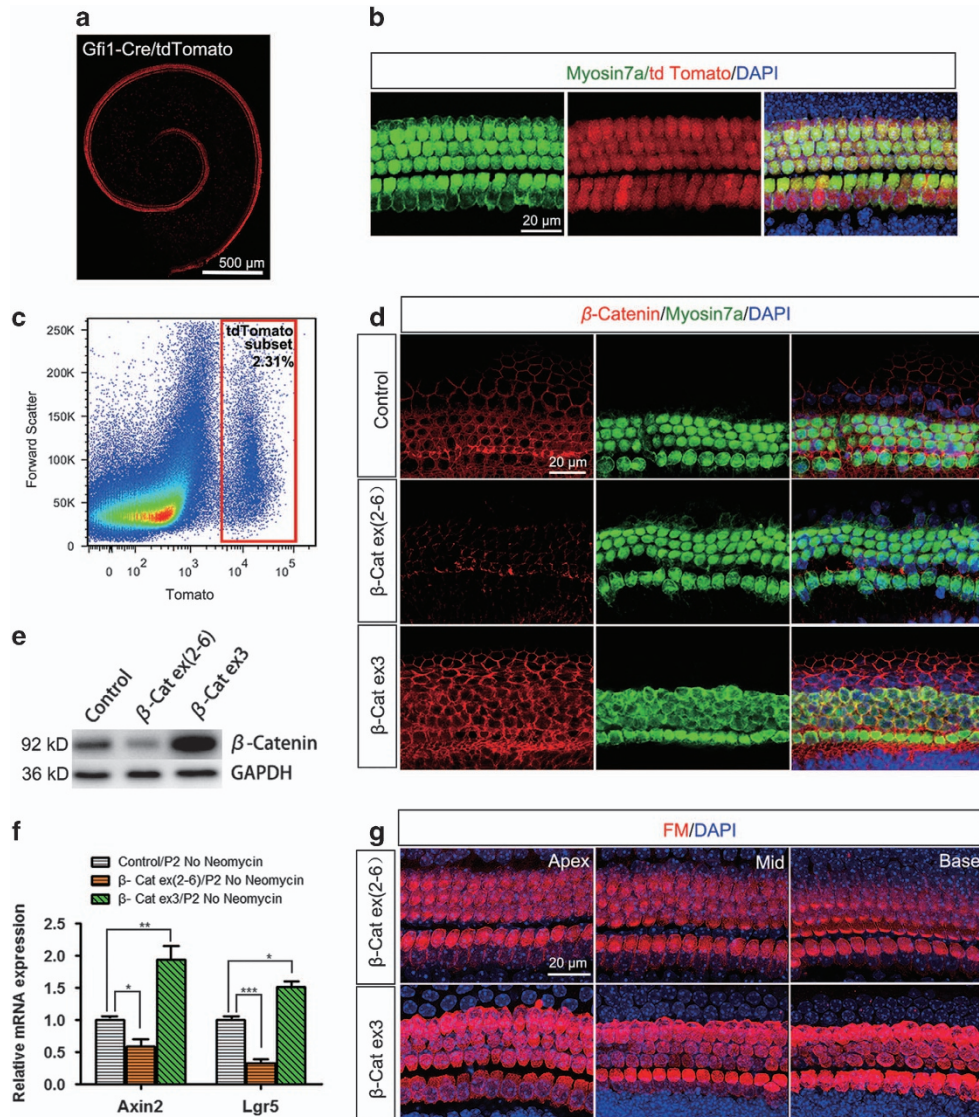 a
Gfi1-Cre/tdTomato
500 µm
b
Myosin7a/td Tomato/DAPI
20 µm
c
250K
200K
150K
100K
50K
0
Forward Scatter
tdTomato
subset
2.31%
0 10² 10³ 10⁴ 10⁵
Tomato
d
β-Catenin/Myosin7a/DAPI
Control
20 µm
β-Cat ex(2-6)
β-Cat ex3
e
Control
β-Cat ex(2-6)
β-Cat ex3
92 kD
β-Catenin
36 kD
GAPDH
f
Control/P2 No Neomycin
β- Cat ex(2-6)/P2 No Neomycin
β- Cat ex3/P2 No Neomycin
Relative mRNA expression
2.5
2.0
1.5
1.0
0.5
0.0
**
*
*
***
Axin2 Lgr5
g
FM/DAPI
β-Cat ex(2-6)
Apex Mid Base
20 µm
β-Cat ex3